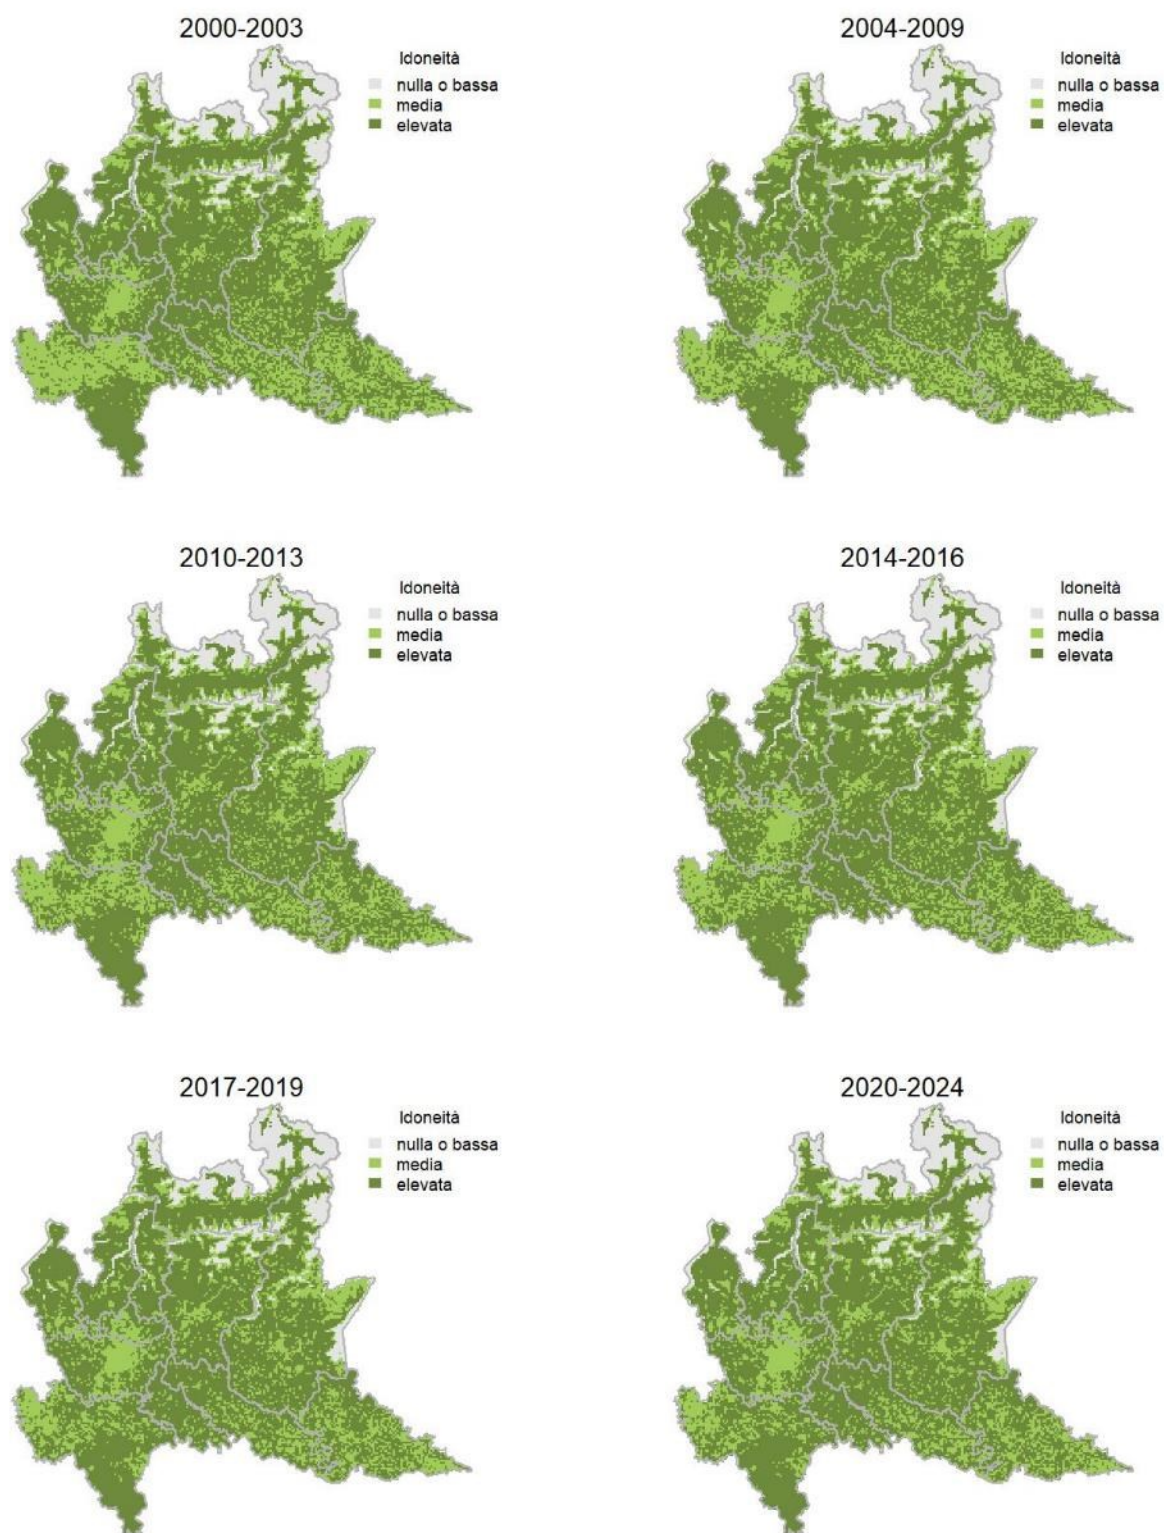 2000-2003
Idoneità
nulla o bassa
media
elevata
2004-2009
Idoneità
nulla o bassa
media
elevata
2010-2013
Idoneità
nulla o bassa
media
elevata
2014-2016
Idoneità
nulla o bassa
media
elevata
2017-2019
Idoneità
nulla o bassa
media
elevata
2020-2024
Idoneità
nulla o bassa
media
elevata